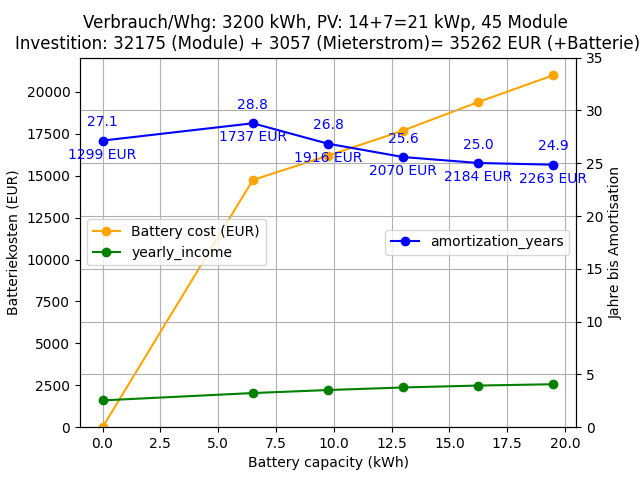 Verbrauch/Whg: 3200 kWh, PV: 14+7=21 kWp, 45 Module
Investition: 32175 (Module) + 3057 (Mieterstrom)= 35262 EUR (+Batterie)
35
30
25
20
15
10
5
0
Jahre bis Amortisation
20000
17500
15000
12500
10000
7500
5000
2500
0
Batteriekosten (EUR)
27.1
1299 EUR
28.8
1737 EUR
26.8
1916 EUR
25.6
2070 EUR
25.0
2184 EUR
24.9
2263 EUR
Battery cost (EUR)
yearly_income
amortization_years
0.0 2.5 5.0 7.5 10.0 12.5 15.0 17.5 20.0
Battery capacity (kWh)